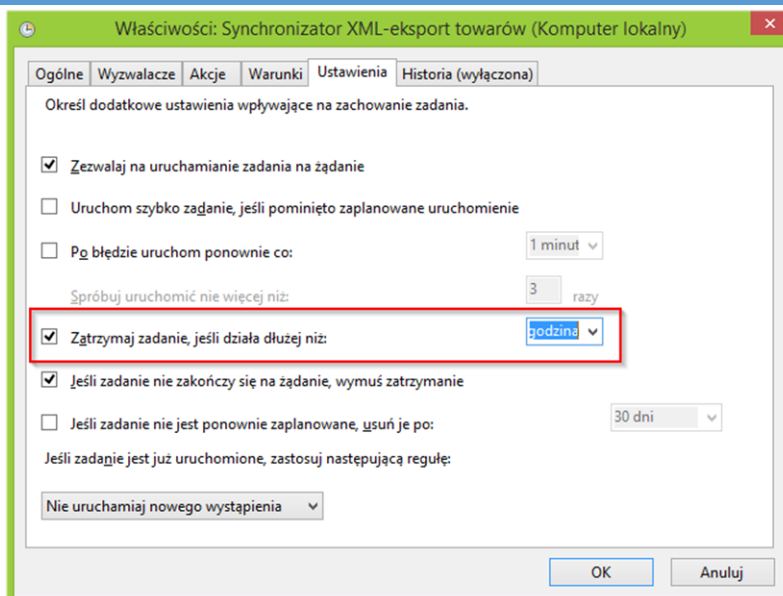 Właściwości: Synchronizator XML-eksport towarów (Komputer lokalny)
Ogólne Wyzwalacze Akcje Warunki Ustawienia Historia (wyłączona)
Określ dodatkowe ustawienia wpływające na zachowanie zadania.
Zezwalaj na uruchamianie zadania na żądanie
Uruchom szybko zadanie, jeśli pominięto zaplanowane uruchomienie
Po błędzie uruchom ponownie co: 1 minut
Spróbuj uruchomić nie więcej niż: 3 razy
Zatrzymaj zadanie, jeśli działa dłużej niż: godzina
Jeśli zadanie nie zakończy się na żądanie, wymuś zatrzymanie
Jeśli zadanie nie jest ponownie zaplanowane, usuń je po: 30 dni
Jeśli zadanie jest już uruchomione, zastosuj następującą regułę:
Nie uruchamiaj nowego wystąpienia
OK Anuluj